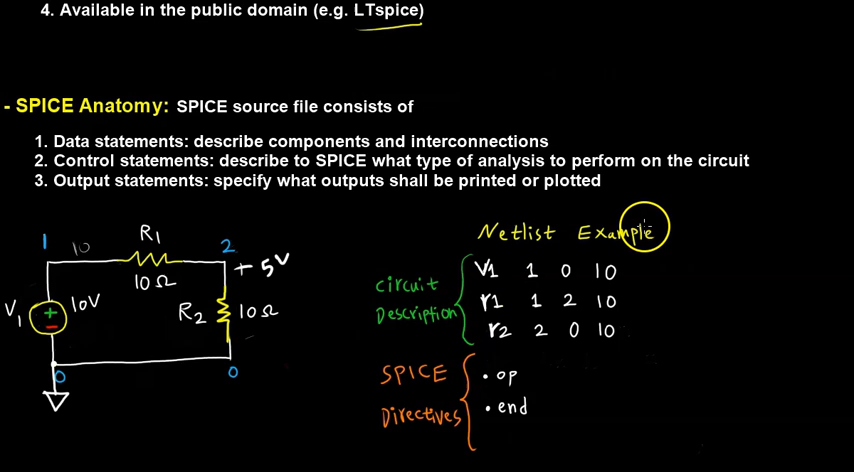 4. Available in the public domain (e.g. LTspice)
- SPICE Anatomy: SPICE source file consists of
1. Data statements: describe components and interconnections
2. Control statements: describe to SPICE what type of analysis to perform on the circuit
3. Output statements: specify what outputs shall be printed or plotted
1 10 R1 2
10Ω + 5V
V1 + 10V R2 10Ω
-
0 0
Netlist Example
Circuit Description
V1 1 0 10
r1 1 2 10
r2 2 0 10
SPICE Directives
.op
.end